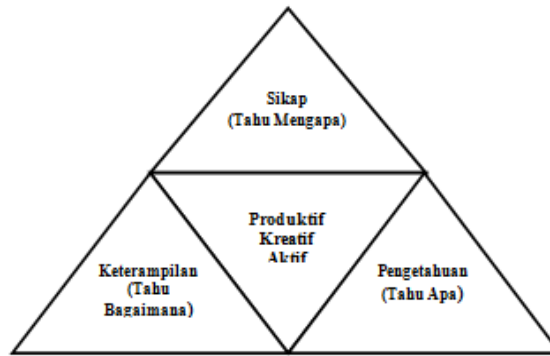 Sikap
(Tahu Mengapa)
Produktif
Kreatif
Aktif
Keterampilan
(Tahu
Bagaimana)
Pengetahuan
(Tahu Apa)